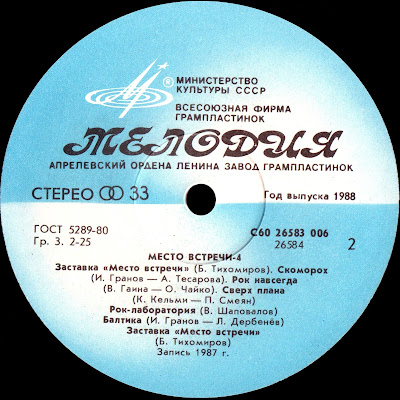 МИНИСТЕРСТВО
КУЛЬТУРЫ СССР
ВСЕСОЮЗНАЯ ФИРМА
ГРАМПЛАСТИНОК
МЕЛОДИЯ
АПРЕЛЕВСКИЙ ОРДЕНА ЛЕНИНА ЗАВОД ГРАМПЛАСТИНОК
СТЕРЕО 33
Год выпуска 1988
ГОСТ 5289-80
Гр. 3. 2-25
С60 26583 006
26584
2
МЕСТО ВСТРЕЧИ-4
Заставка «Место встречи» (Б. Тихомиров). Скоморох
(И. Гранов — А. Тесарова). Рок навсегда
(В. Гаина — О. Чайко). Сверх плана
(К. Кельми — П. Смеян)
Рок-лаборатория (В. Шаповалов)
Балтика (И. Гранов — Л. Дербенёв)
Заставка «Место встречи»
(Б. Тихомиров)
Запись 1987 г.